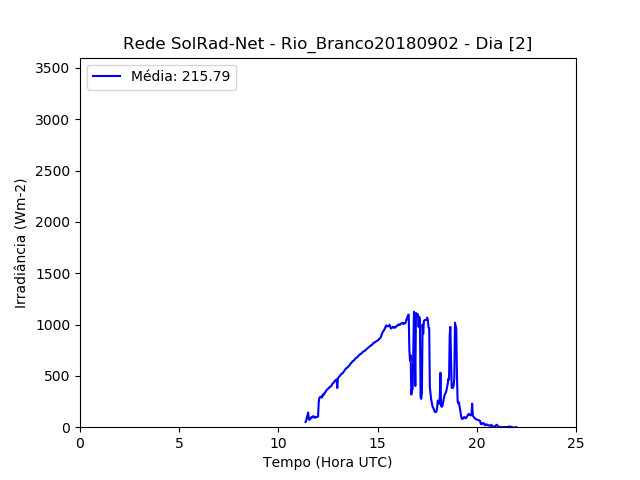 Rede SolRad-Net - Rio_Branco20180902 - Dia [2]
Média: 215.79
3500
3000
2500
2000
1500
1000
500
0
Irradiância (Wm-2)
0 5 10 15 20 25
Tempo (Hora UTC)